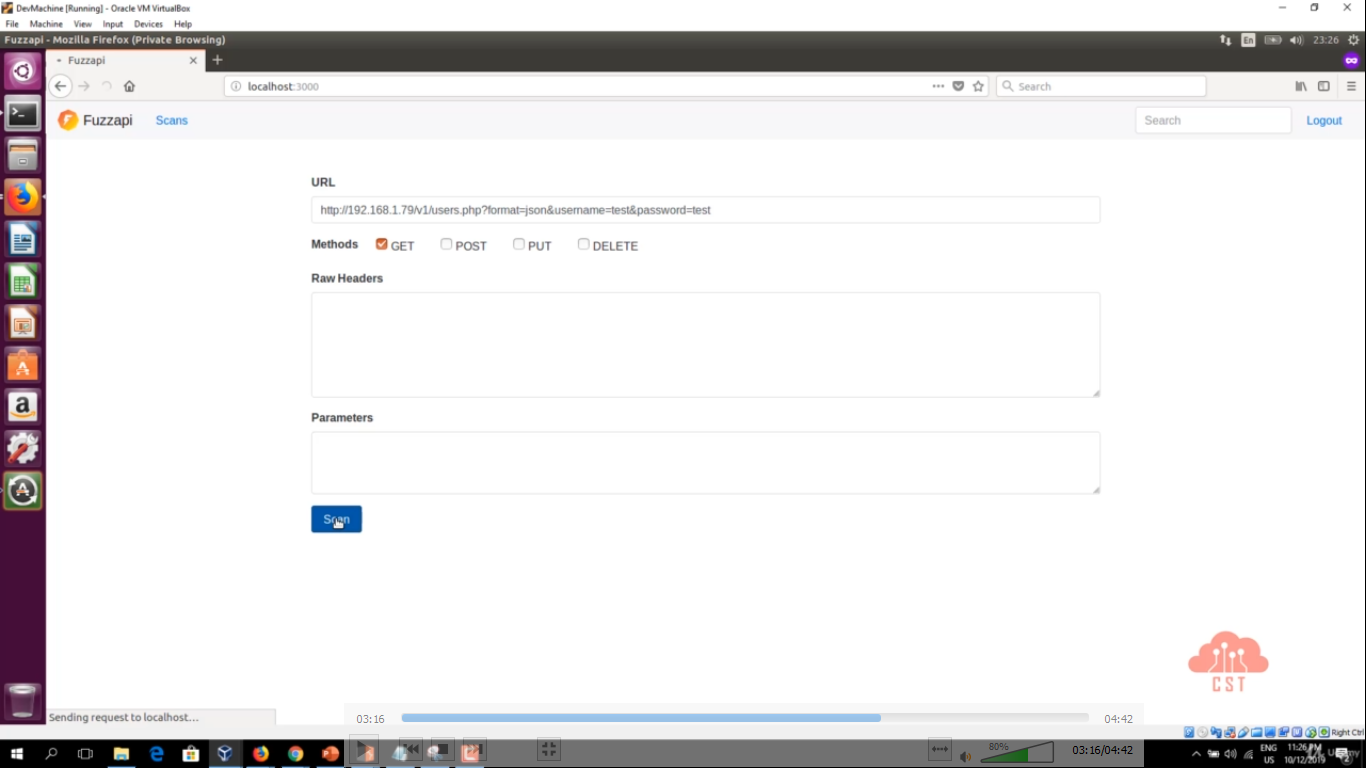 DevMachine [Running] - Oracle VM VirtualBox
File Machine View Input Devices Help
Fuzzapi - Mozilla Firefox (Private Browsing)
En 23:26
Fuzzapi
localhost:3000
Search
Fuzzapi Scans
Search
Logout
URL
http://192.168.1.79/v1/users.php?format=json&username=test&password=test
Methods GET POST PUT DELETE
Raw Headers
Parameters
Scan
CST
Sending request to localhost...
03:16 04:42
Right Ctrl
80%
03:16/04:42
ENG
US
11:26 PM
10/12/2019